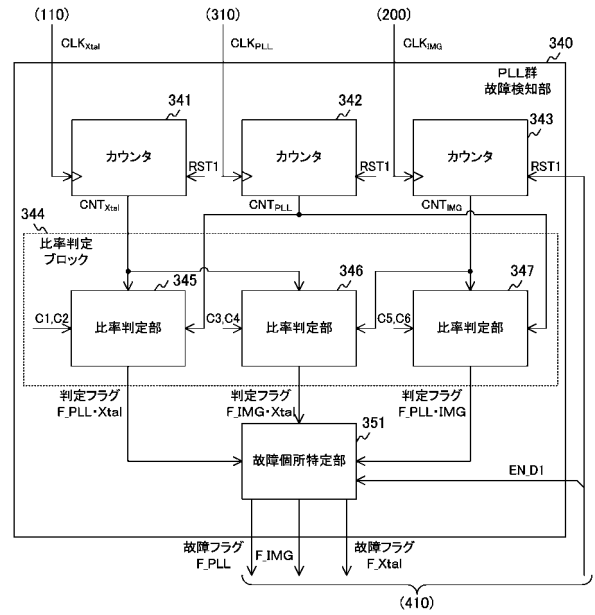 (110)
(310)
(200)
CLKXtal
CLKPLL
CLKIMG
340
PLL群
故障検知部
341
342
343
カウンタ
カウンタ
カウンタ
RST1
RST1
RST1
CNTXtal
CNTPLL
CNTIMG
344
比率判定
ブロック
345
346
347
C1,C2
比率判定部
C3,C4
比率判定部
C5,C6
比率判定部
判定フラグ
F_PLL・Xtal
判定フラグ
F_IMG・Xtal
判定フラグ
F_PLL・IMG
351
故障個所特定部
EN_D1
故障フラグ
F_PLL
F_IMG
故障フラグ
F_Xtal
(410)